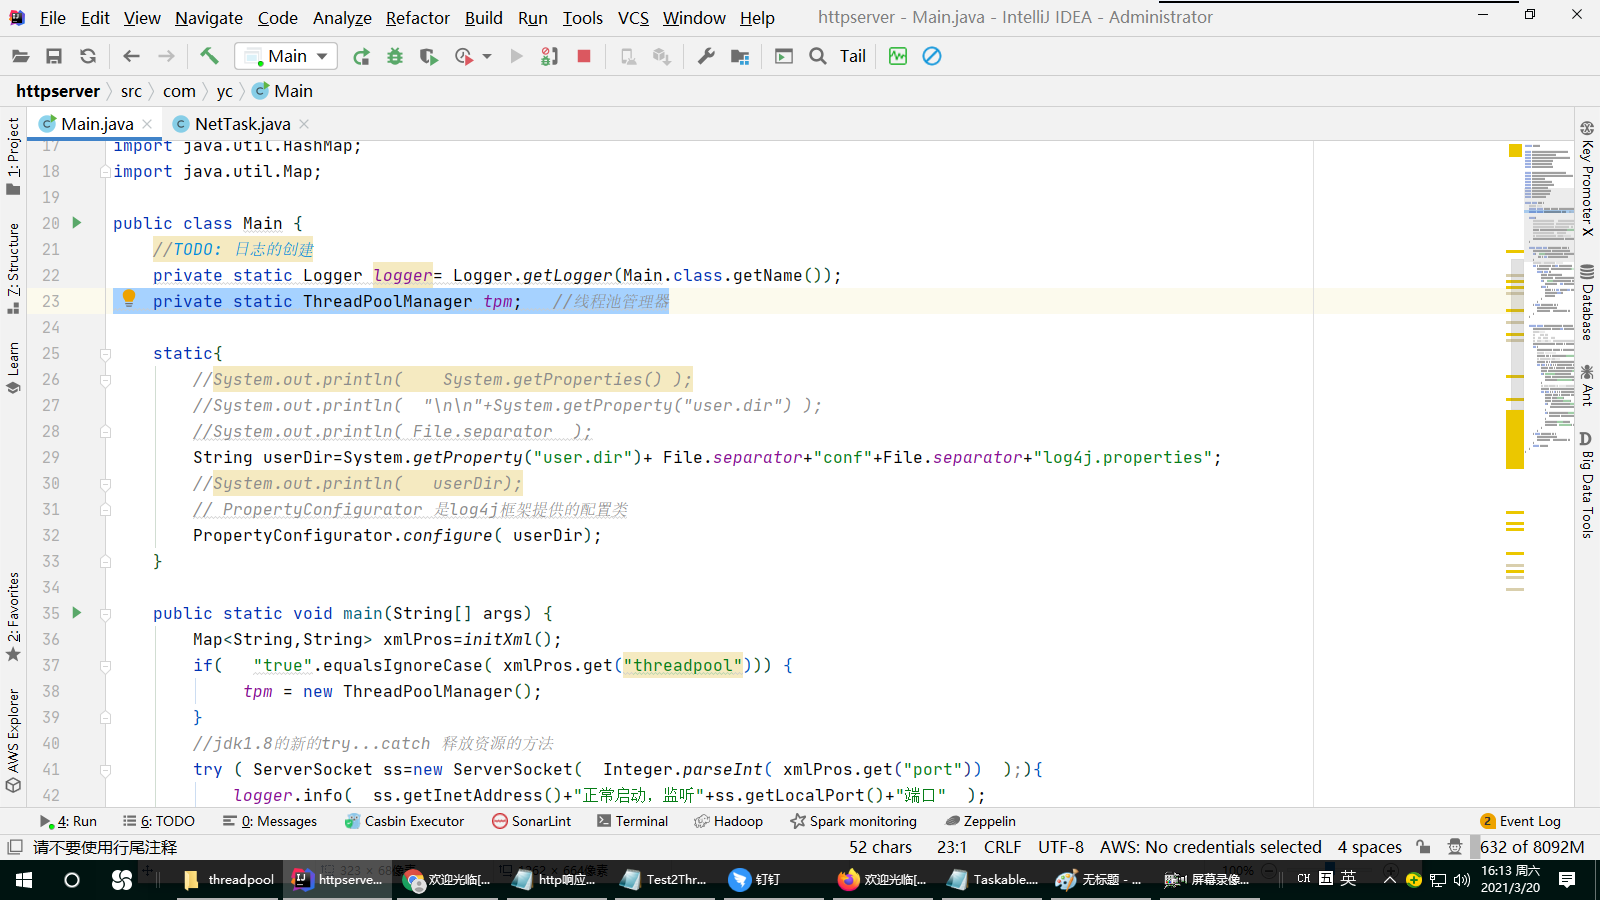 File Edit View Navigate Code Analyze Refactor Build Run Tools VCS Window Help httpserver - Main.java - IntelliJ IDEA - Administrator
Main Tail
httpserver src com yc Main
Main.java NetTask.java
17 import java.util.HashMap;
18 import java.util.Map;
19
20 public class Main {
21 //TODO: 日志的创建
22 private static Logger logger= Logger.getLogger(Main.class.getName());
23 private static ThreadPoolManager tpm; //线程池管理器
24
25 static{
26 //System.out.println( System.getProperties() );
27 //System.out.println( "\n\n"+System.getProperty("user.dir") );
28 //System.out.println( File.separator );
29 String userDir=System.getProperty("user.dir")+ File.separator+"conf"+File.separator+"log4j.properties";
30 //System.out.println( userDir);
31 // PropertyConfigurator 是log4j框架提供的配置类
32 PropertyConfigurator.configure( userDir);
33 }
34
35 public static void main(String[] args) {
36 Map<String,String> xmlPros=initXml();
37 if( "true".equalsIgnoreCase( xmlPros.get("threadpool"))) {
38 tpm = new ThreadPoolManager();
39 }
40 //jdk1.8的新的try...catch 释放资源的方法
41 try ( ServerSocket ss=new ServerSocket( Integer.parseInt( xmlPros.get("port")) );){
42 logger.info( ss.getInetAddress()+"正常启动，监听"+ss.getLocalPort()+"端口" );
1: Project
Z: Structure
Learn
2: Favorites
AWS Explorer
Key Promoter X
Database
Ant
Big Data Tools
4: Run 6: TODO 0: Messages Casbin Executor SonarLint Terminal Hadoop Spark monitoring Zeppelin 2 Event Log
请不要使用行尾注释 52 chars 23:1 CRLF UTF-8 AWS: No credentials selected 4 spaces 632 of 8092M
threadpool httpserve... 欢迎光临[... http响应... Test2Thr... 钉钉 欢迎光临[... Taskable.... 无标题 - ... 屏幕录像... CH 五 英 16:13 周六
2021/3/20